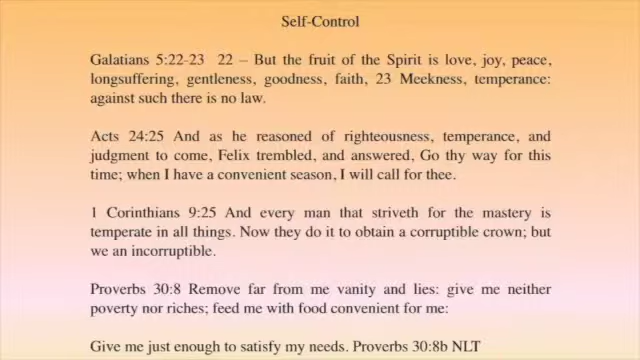 Self-Control
Galatians 5:22-23 22 – But the fruit of the Spirit is love, joy, peace,
longsuffering, gentleness, goodness, faith, 23 Meekness, temperance:
against such there is no law.
Acts 24:25 And as he reasoned of righteousness, temperance, and
judgment to come, Felix trembled, and answered, Go thy way for this
time; when I have a convenient season, I will call for thee.
1 Corinthians 9:25 And every man that striveth for the mastery is
temperate in all things. Now they do it to obtain a corruptible crown; but
we an incorruptible.
Proverbs 30:8 Remove far from me vanity and lies: give me neither
poverty nor riches; feed me with food convenient for me:
Give me just enough to satisfy my needs. Proverbs 30:8b NLT